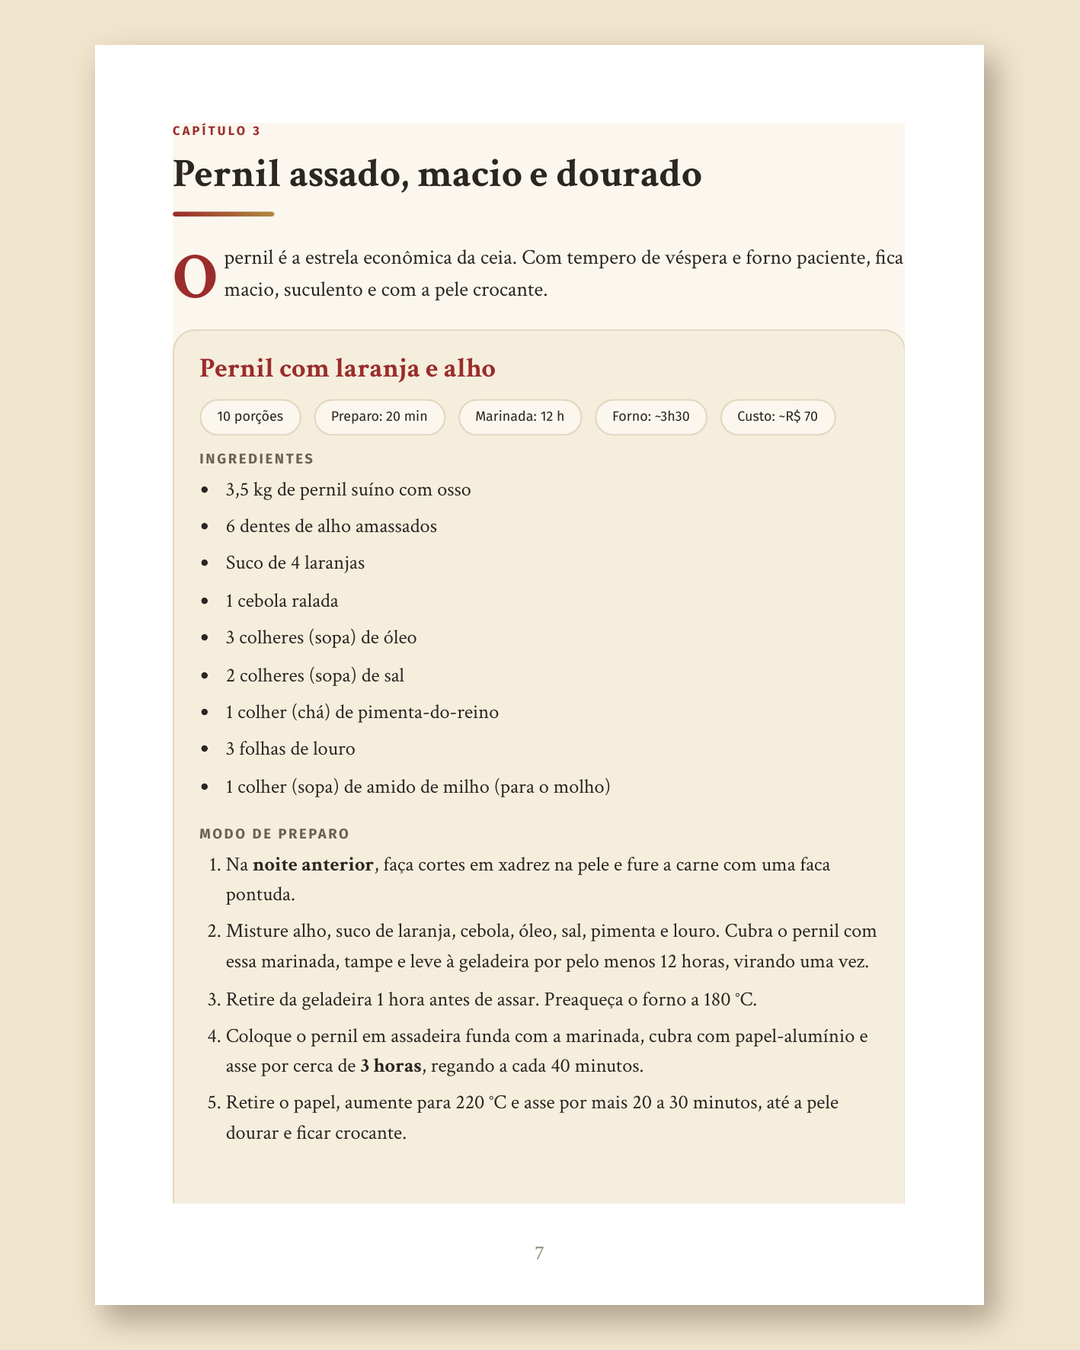 CAPÍTULO 3
Pernil assado, macio e dourado
O pernil é a estrela econômica da ceia. Com tempero de véspera e forno paciente, fica
macio, suculento e com a pele crocante.
Pernil com laranja e alho
10 porções Preparo: 20 min Marinada: 12 h Forno: ~3h30 Custo: ~R$ 70
INGREDIENTES
• 3,5 kg de pernil suíno com osso
• 6 dentes de alho amassados
• Suco de 4 laranjas
• 1 cebola ralada
• 3 colheres (sopa) de óleo
• 2 colheres (sopa) de sal
• 1 colher (chá) de pimenta-do-reino
• 3 folhas de louro
• 1 colher (sopa) de amido de milho (para o molho)
MODO DE PREPARO
1. Na noite anterior, faça cortes em xadrez na pele e fure a carne com uma faca
pontuda.
2. Misture alho, suco de laranja, cebola, óleo, sal, pimenta e louro. Cubra o pernil com
essa marinada, tampe e leve à geladeira por pelo menos 12 horas, virando uma vez.
3. Retire da geladeira 1 hora antes de assar. Preaqueça o forno a 180 °C.
4. Coloque o pernil em assadeira funda com a marinada, cubra com papel-alumínio e
asse por cerca de 3 horas, regando a cada 40 minutos.
5. Retire o papel, aumente para 220 °C e asse por mais 20 a 30 minutos, até a pele
dourar e ficar crocante.
7